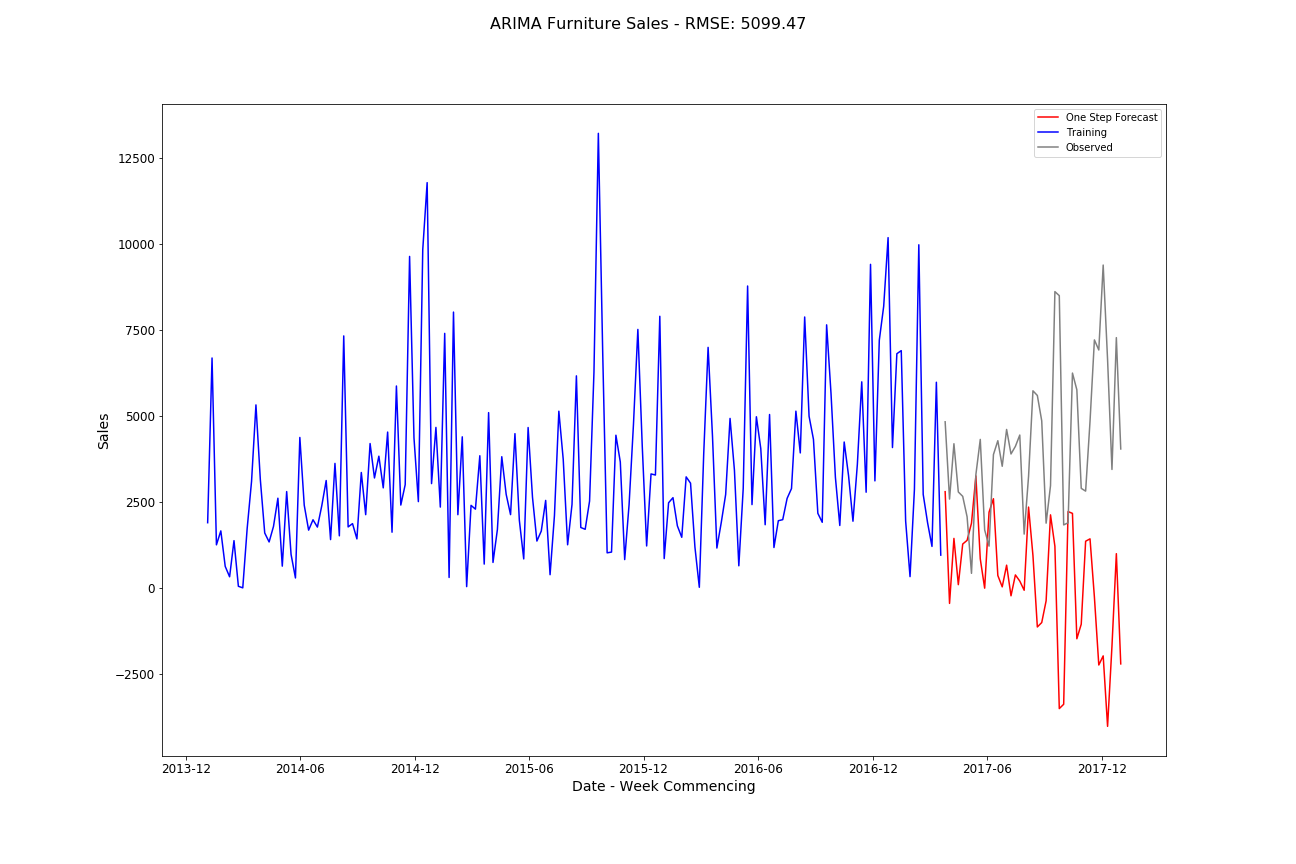 ARIMA Furniture Sales - RMSE: 5099.47
One Step Forecast
Training
Observed
12500
10000
7500
5000
2500
0
−2500
Sales
2013-12 2014-06 2014-12 2015-06 2015-12 2016-06 2016-12 2017-06 2017-12
Date - Week Commencing